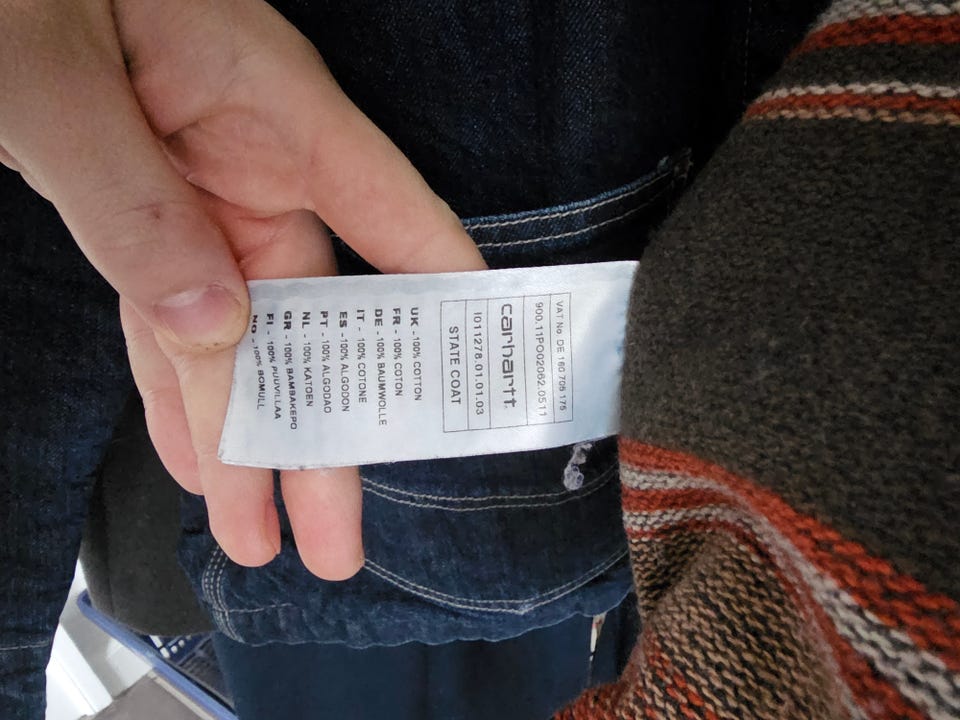 VAT No DE 160 705 175
900.11PO02062.0511
carhartt
I011278.01.01.03
STATE COAT
UK - 100% COTTON
FR - 100% COTON
DE - 100% BAUMWOLLE
IT - 100% COTONE
ES - 100% ALGODON
PT - 100% ALGODAO
NL - 100% KATOEN
GR - 100% BAMBAKEPO
FI - 100% PUUVILLAA
NO - 100% BOMULL